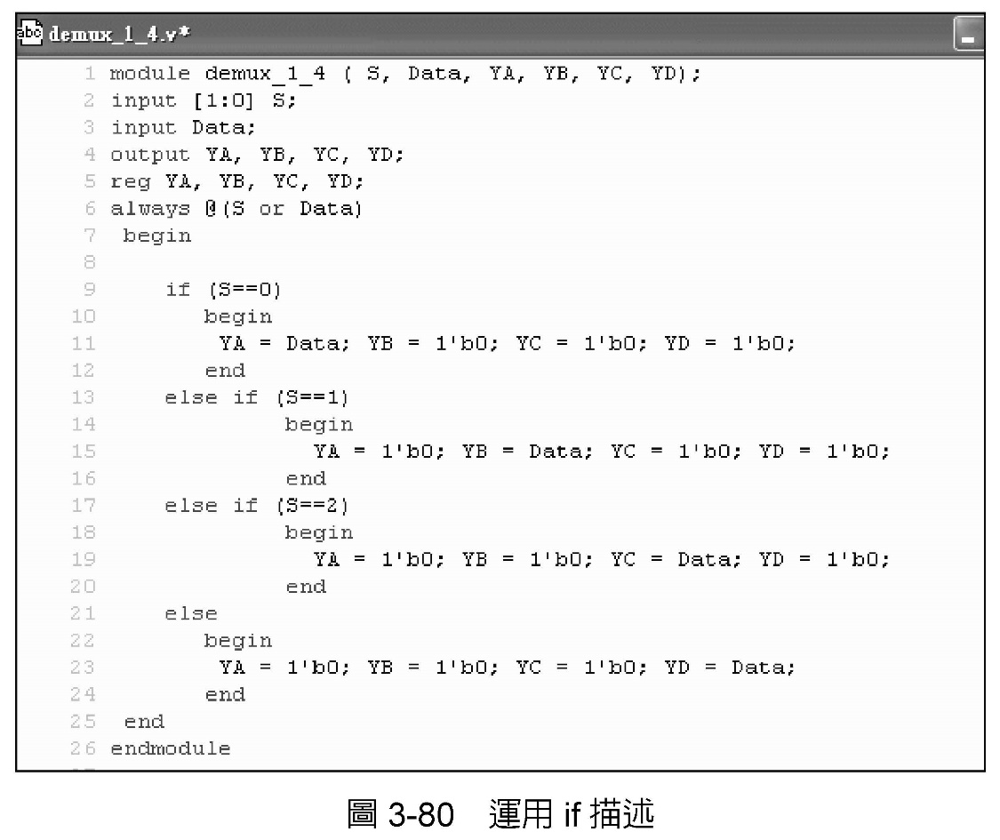 abc demux_1_4.v*
1 module demux_1_4 ( S, Data, YA, YB, YC, YD);
2 input [1:0] S;
3 input Data;
4 output YA, YB, YC, YD;
5 reg YA, YB, YC, YD;
6 always @(S or Data)
7 begin
8
9 if (S==0)
10 begin
11 YA = Data; YB = 1'b0; YC = 1'b0; YD = 1'b0;
12 end
13 else if (S==1)
14 begin
15 YA = 1'b0; YB = Data; YC = 1'b0; YD = 1'b0;
16 end
17 else if (S==2)
18 begin
19 YA = 1'b0; YB = 1'b0; YC = Data; YD = 1'b0;
20 end
21 else
22 begin
23 YA = 1'b0; YB = 1'b0; YC = 1'b0; YD = Data;
24 end
25 end
26 endmodule
圖 3-80 運用 if 描述